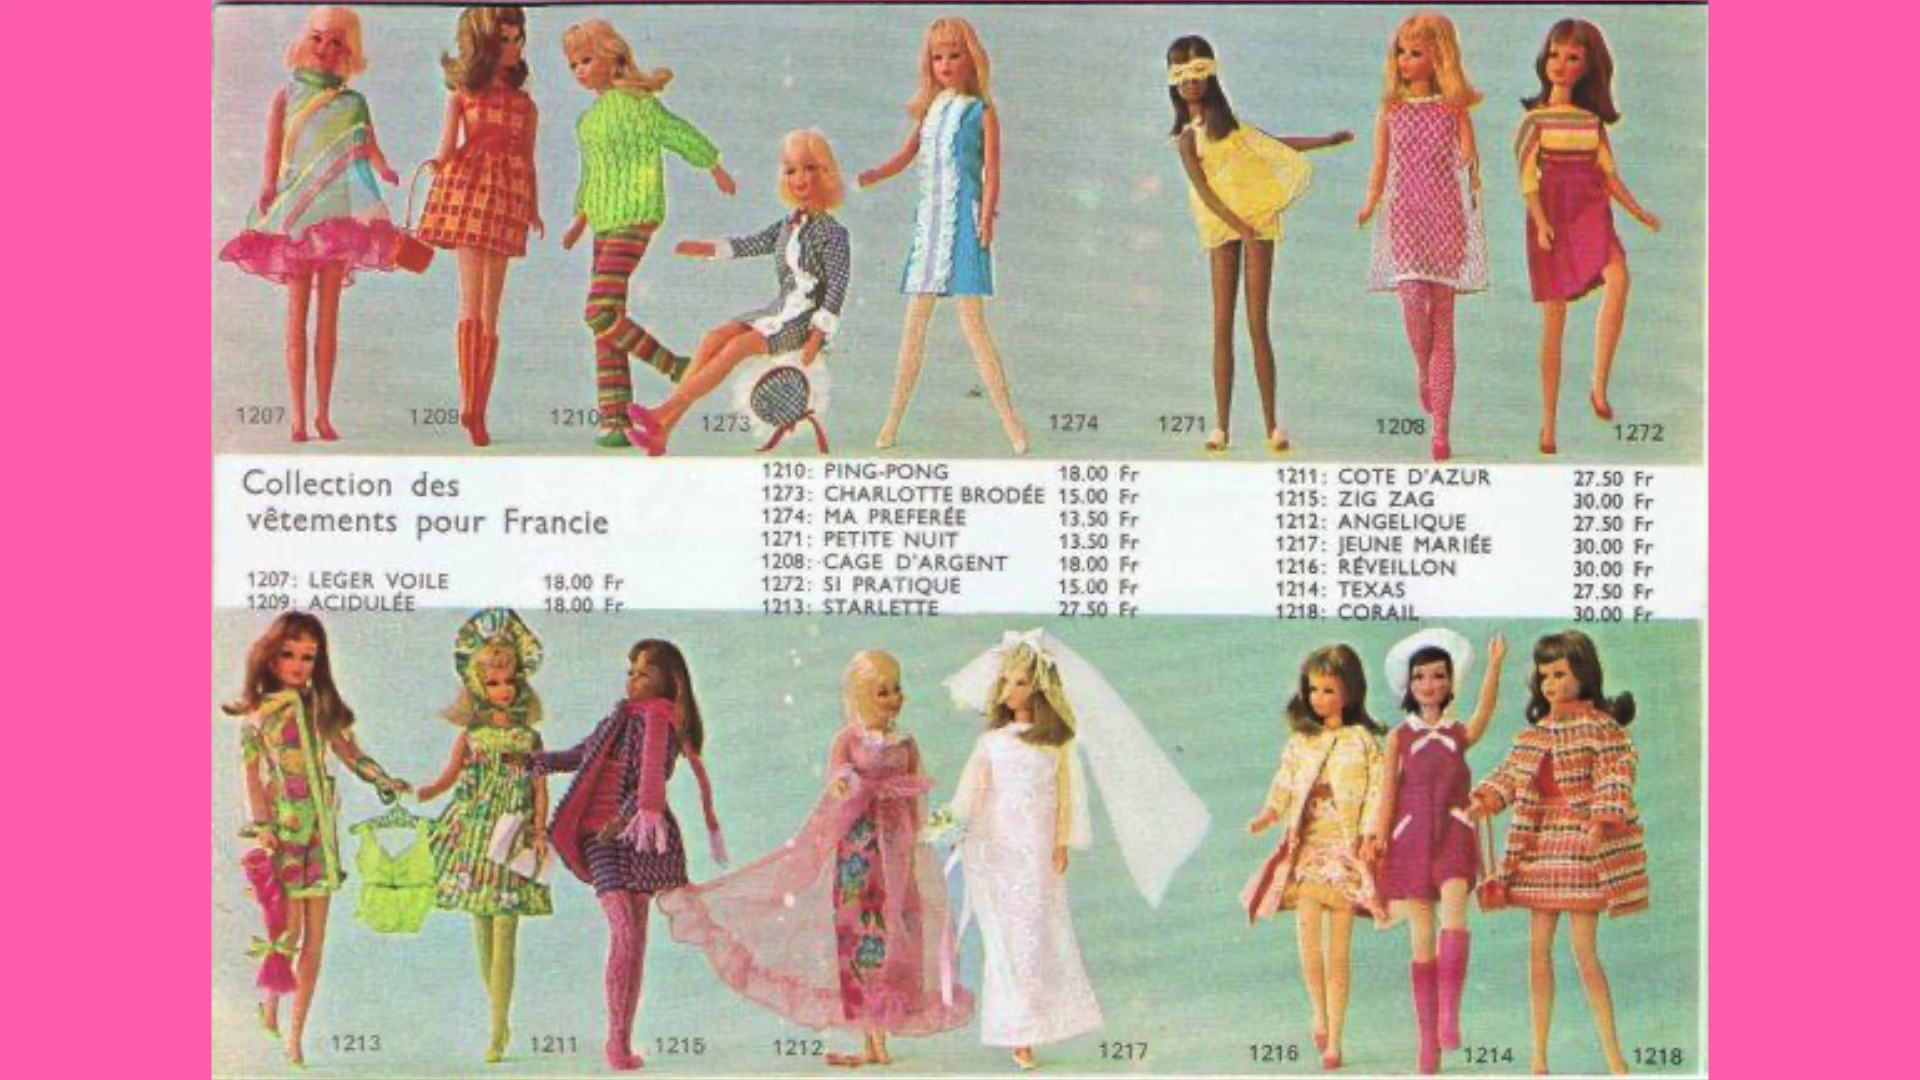 1207 1209 1210 1273 1274 1271 1208 1272
Collection des
vêtements pour Francie
1207: LEGER VOILE 18.00 Fr
1209: ACIDULÉE 18.00 Fr
1210: PING-PONG 18.00 Fr
1273: CHARLOTTE BRODÉE 15.00 Fr
1274: MA PREFERÉE 13.50 Fr
1271: PETITE NUIT 13.50 Fr
1208: CAGE D'ARGENT 18.00 Fr
1272: SI PRATIQUE 15.00 Fr
1213: STARLETTE 27.50 Fr
1211: COTE D'AZUR 27.50 Fr
1215: ZIG ZAG 30.00 Fr
1212: ANGELIQUE 27.50 Fr
1217: JEUNE MARIÉE 30.00 Fr
1216: RÉVEILLON 30.00 Fr
1214: TEXAS 27.50 Fr
1218: CORAIL 30.00 Fr
1213 1211 1215 1212 1217 1216 1214 1218